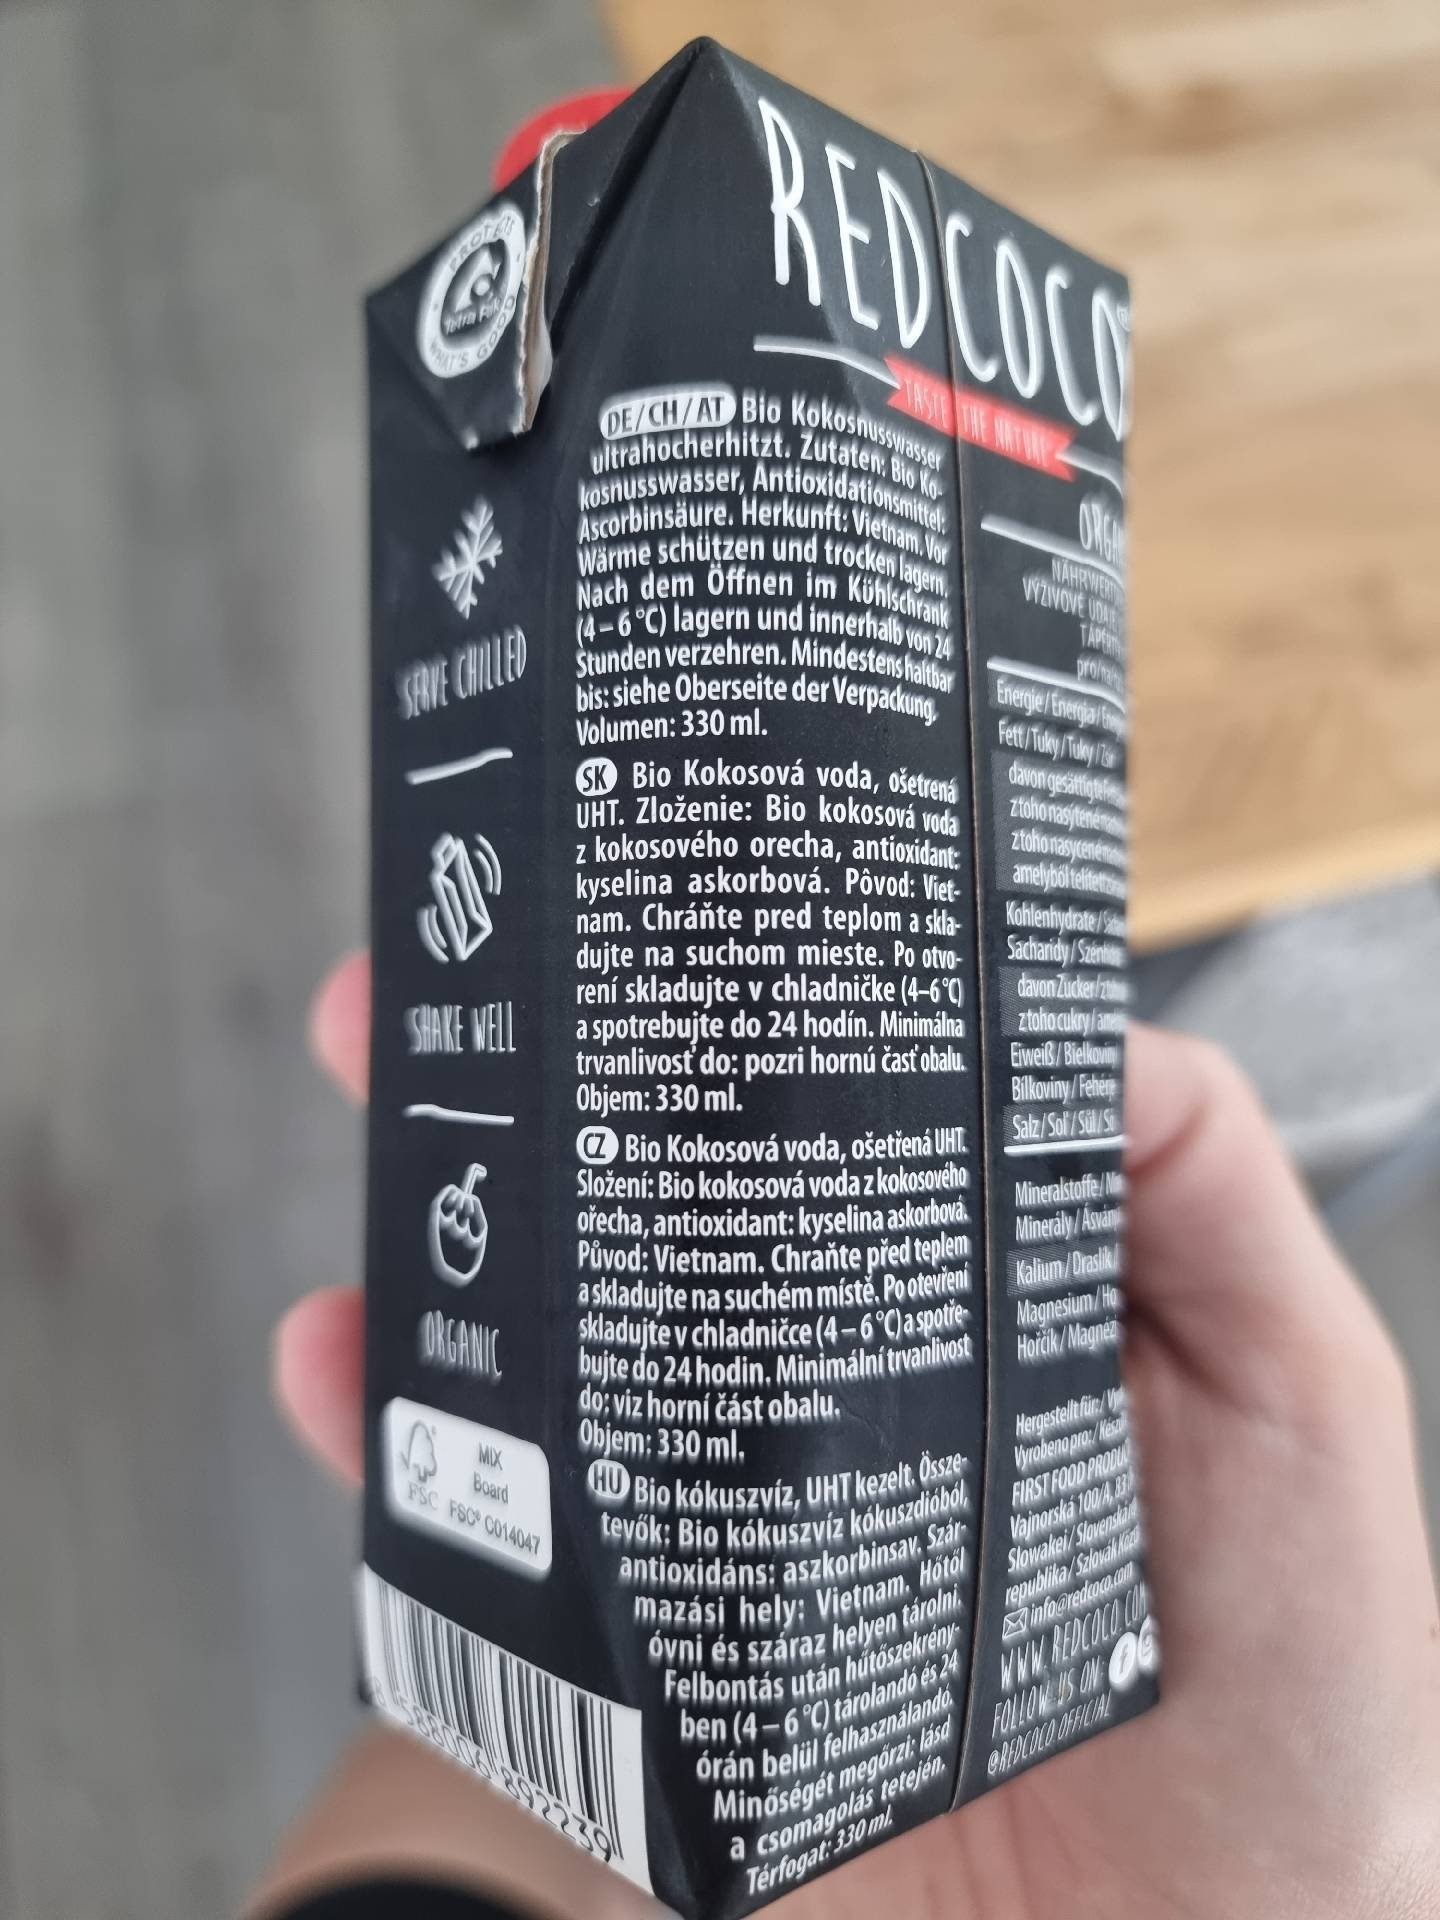 PROTECTS
Tetra Pak
WHAT'S GOOD
SERVE CHILLED
SHAKE WELL
ORGANIC
FSC
MIX
Board
FSC® C014047
8 588006 892239
REDCOCO
TASTE THE NATURE
DE/CH/AT Bio Kokosnusswasser
ultrahocherhitzt. Zutaten: Bio Ko-
kosnusswasser, Antioxidationsmittel:
Ascorbinsäure. Herkunft: Vietnam. Vor
Wärme schützen und trocken lagern.
Nach dem Öffnen im Kühlschrank
(4 – 6 °C) lagern und innerhalb von 24
Stunden verzehren. Mindestens haltbar
bis: siehe Oberseite der Verpackung.
Volumen: 330 ml.
SK Bio Kokosová voda, ošetrená
UHT. Zloženie: Bio kokosová voda
z kokosového orecha, antioxidant:
kyselina askorbová. Pôvod: Viet-
nam. Chráňte pred teplom a skla-
dujte na suchom mieste. Po otvo-
rení skladujte v chladničke (4–6 °C)
a spotrebujte do 24 hodín. Minimálna
trvanlivosť do: pozri hornú časť obalu.
Objem: 330 ml.
CZ Bio Kokosová voda, ošetřená UHT.
Složení: Bio kokosová voda z kokosového
ořecha, antioxidant: kyselina askorbová.
Původ: Vietnam. Chraňte před teplem
a skladujte na suchém místě. Po otevření
skladujte v chladničce (4 – 6 °C) a spotře-
bujte do 24 hodin. Minimální trvanlivost
do: viz horní část obalu.
Objem: 330 ml.
HU Bio kókuszvíz, UHT kezelt. Össze-
tevők: Bio kókuszvíz kókuszdióból,
antioxidáns: aszkorbinsav. Szár-
mazási hely: Vietnam. Hőtől
óvni és száraz helyen tárolni.
Felbontás után hűtőszekrény-
ben (4 – 6 °C) tárolandó és 24
órán belül felhasználandó.
Minőségét megőrzi: lásd
a csomagolás tetején.
Térfogat: 330 ml.
VÝŽIVOVÉ
Energie / Energia /
Fett / Tuky / Tuky /
davon gesättigte
z toho nasýtené
z toho nasycené
amelyből telített
Kohlenhydrate /
Sacharidy /
davon Zucker /
z toho cukry /
Eiweiß / Bielkoviny
Bílkoviny /
Salz / Soľ / Sůl /
Mineralstoffe /
Minerály /
Kalium / Draslík /
Magnesium /
Hořčík /
Hergestellt für: /
Vyrobeno pro: /
FIRST FOOD
Vajnorská 100/A,
Slowakei / Slovenská
republika / Szlovák
info@redcoco.com
WWW.REDCOCO.COM
FOLLOW US ON:
@REDCOCO.OFFICIAL